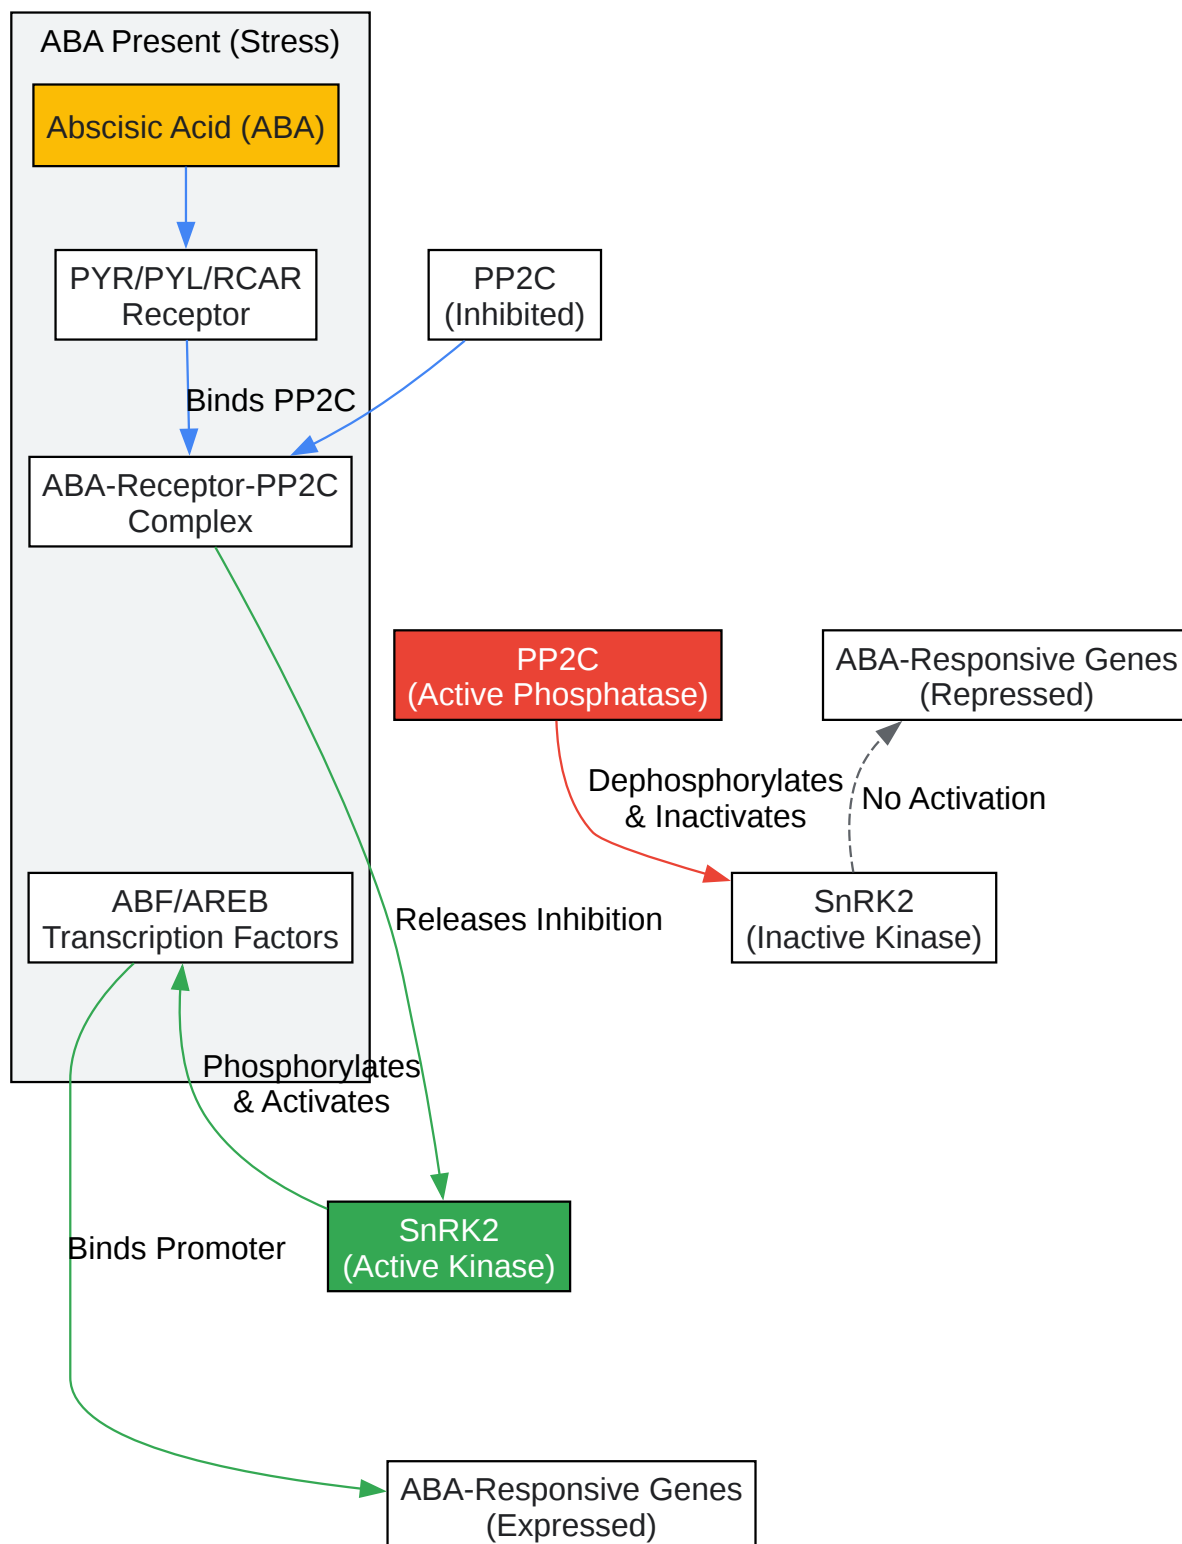 ABA Present (Stress)
Abscisic Acid (ABA)
PYR/PYL/RCAR
Receptor
PP2C
(Inhibited)
Binds PP2C
ABA-Receptor-PP2C
Complex
PP2C
(Active Phosphatase)
ABA-Responsive Genes
(Repressed)
Dephosphorylates
& Inactivates
No Activation
ABF/AREB
Transcription Factors
Releases Inhibition
SnRK2
(Inactive Kinase)
Phosphorylates
& Activates
Binds Promoter
SnRK2
(Active Kinase)
ABA-Responsive Genes
(Expressed)